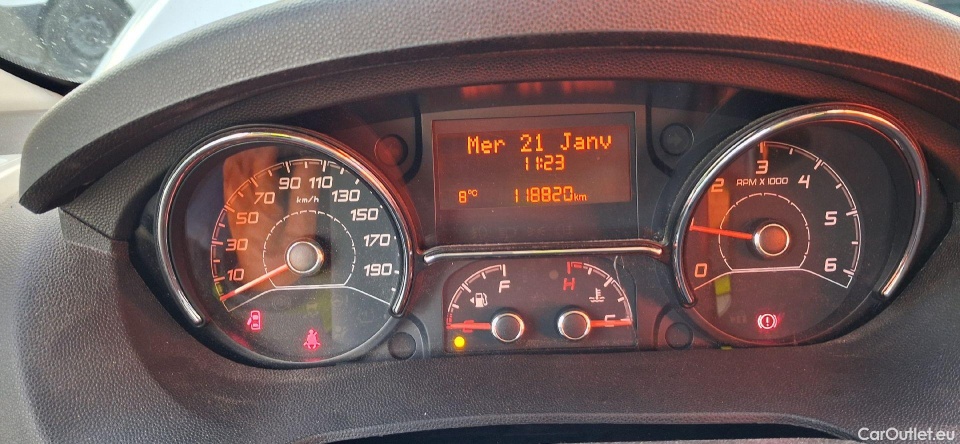 Mer 21 Janv
11:23
8°C 118820km
10 30 50 70 90 110 130 150 170 190
km/h
F
E
H
C
0 1 2 3 4 5 6
RPM X 1000
CarOutlet.eu